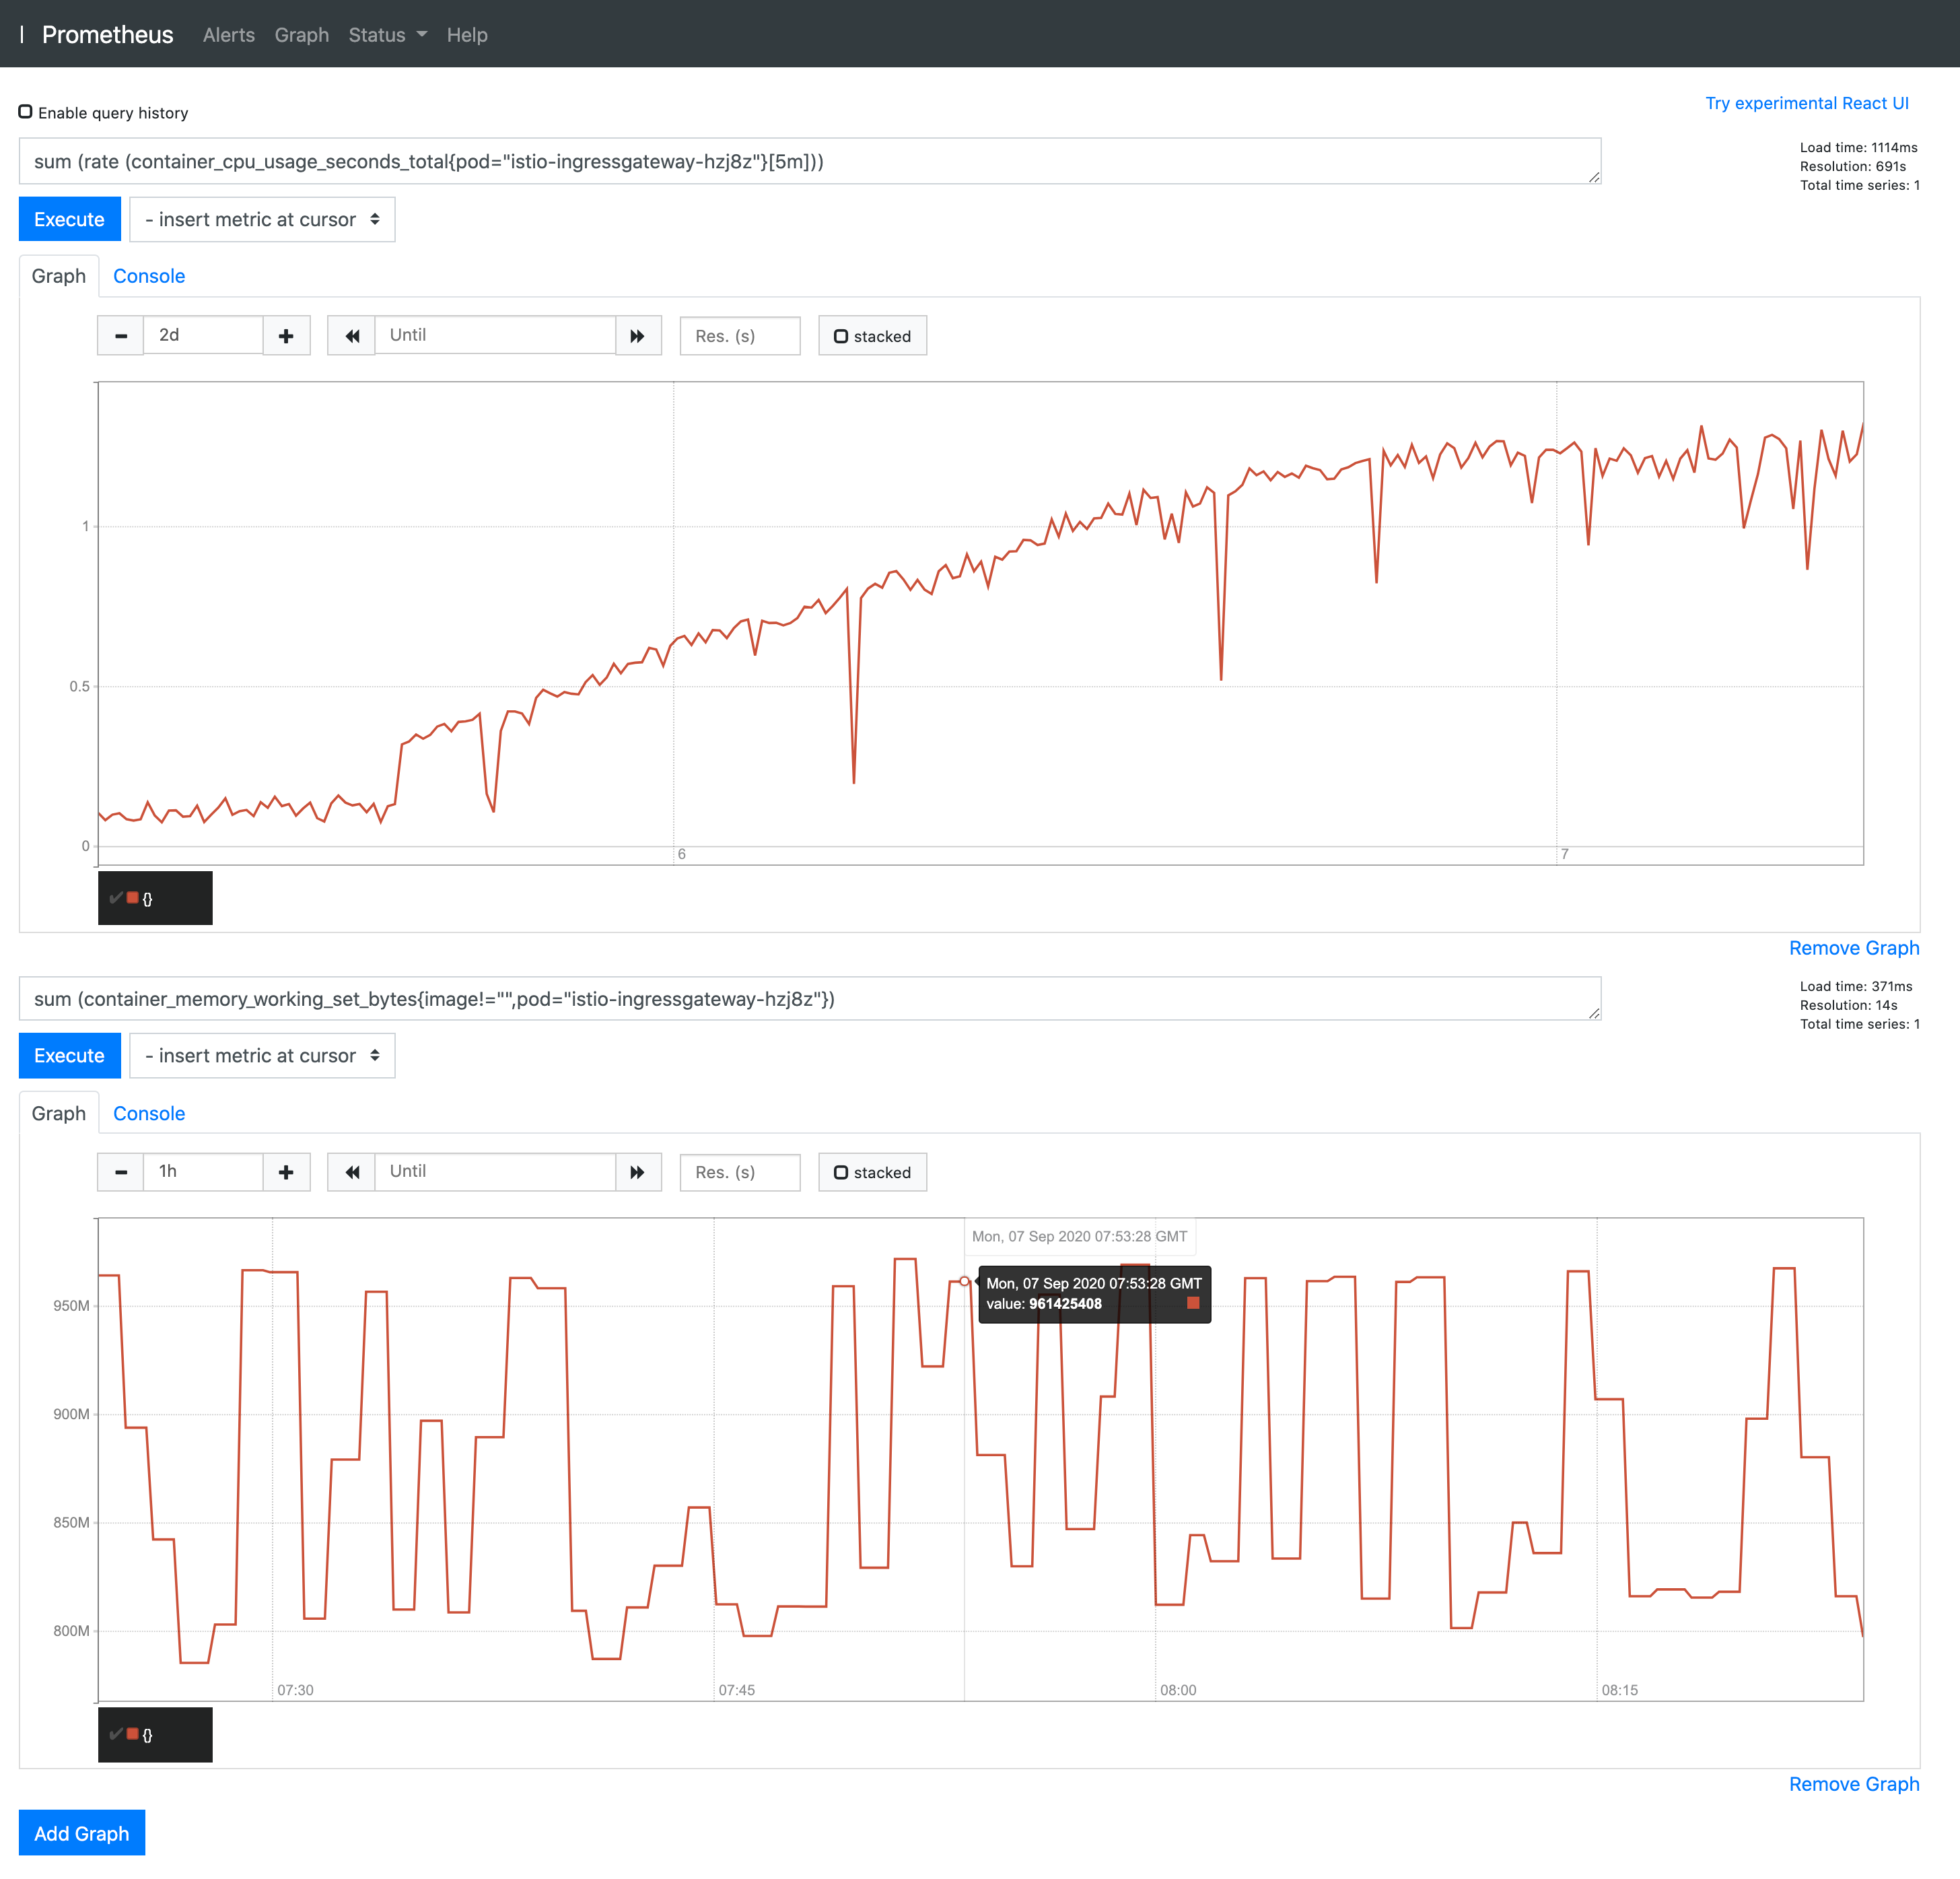 Prometheus Alerts Graph Status Help
Enable query history
Try experimental React UI
sum (rate (container_cpu_usage_seconds_total{pod="istio-ingressgateway-hzj8z"}[5m]))
Load time: 1114ms
Resolution: 691s
Total time series: 1
Execute - insert metric at cursor
Graph Console
2d Until Res. (s) stacked
1
0.5
0
6 7
{}
Remove Graph
sum (container_memory_working_set_bytes{image!="",pod="istio-ingressgateway-hzj8z"})
Load time: 371ms
Resolution: 14s
Total time series: 1
Execute - insert metric at cursor
Graph Console
1h Until Res. (s) stacked
Mon, 07 Sep 2020 07:53:28 GMT
Mon, 07 Sep 2020 07:53:28 GMT
value: 961425408
950M
900M
850M
800M
07:30 07:45 08:00 08:15
{}
Remove Graph
Add Graph